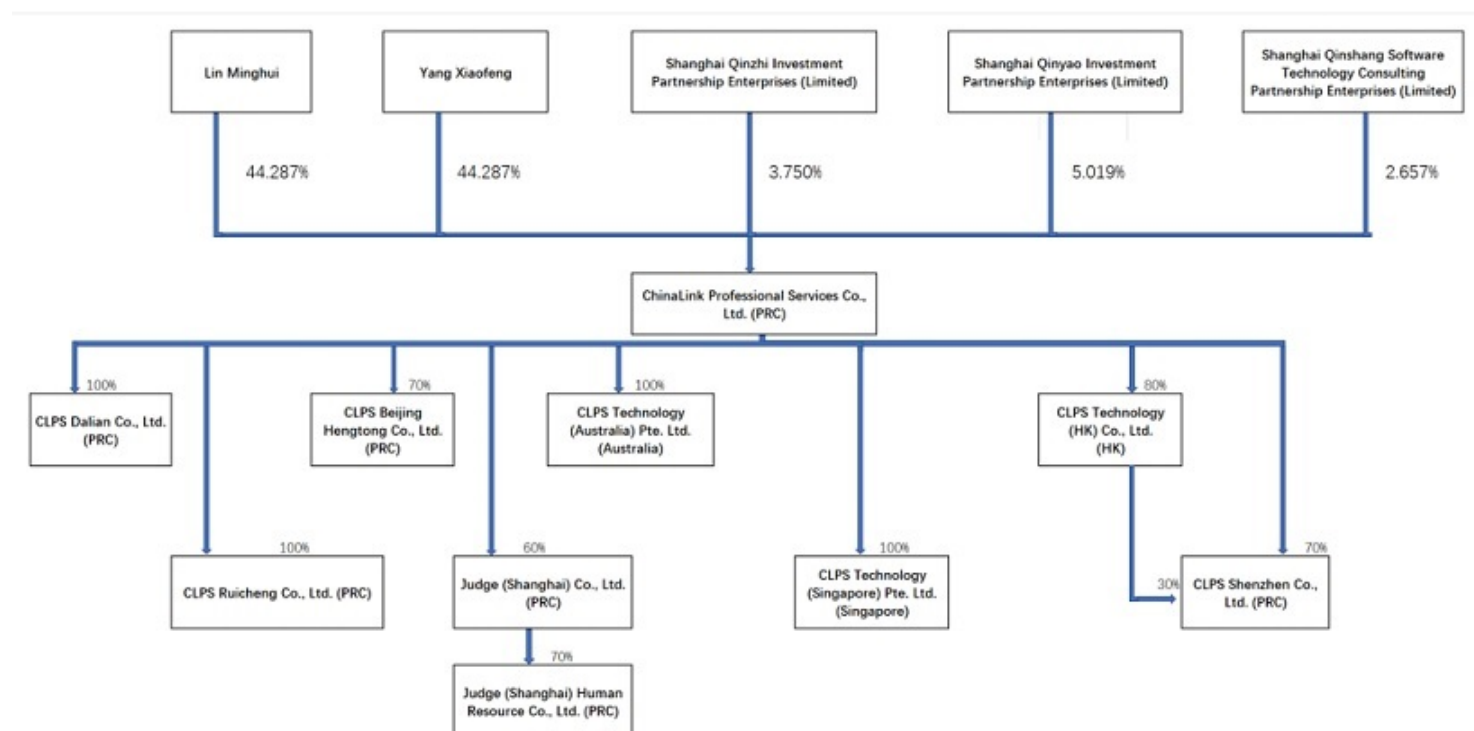 Lin Minghui
Yang Xiaofeng
Shanghai Qinzhi Investment
Partnership Enterprises (Limited)
Shanghai Qinyao Investment
Partnership Enterprises (Limited)
Shanghai Qinshang Software
Technology Consulting
Partnership Enterprises (Limited)
44.287%
44.287%
3.750%
5.019%
2.657%
ChinaLink Professional Services Co.,
Ltd. (PRC)
100%
CLPS Dalian Co., Ltd.
(PRC)
70%
CLPS Beijing
Hengtong Co., Ltd.
(PRC)
100%
CLPS Technology
(Australia) Pte. Ltd.
(Australia)
80%
CLPS Technology
(HK) Co., Ltd.
(HK)
100%
CLPS Ruicheng Co., Ltd. (PRC)
60%
Judge (Shanghai) Co., Ltd.
(PRC)
100%
CLPS Technology
(Singapore) Pte. Ltd.
(Singapore)
70%
30%
CLPS Shenzhen Co.,
Ltd. (PRC)
70%
Judge (Shanghai) Human
Resource Co., Ltd. (PRC)